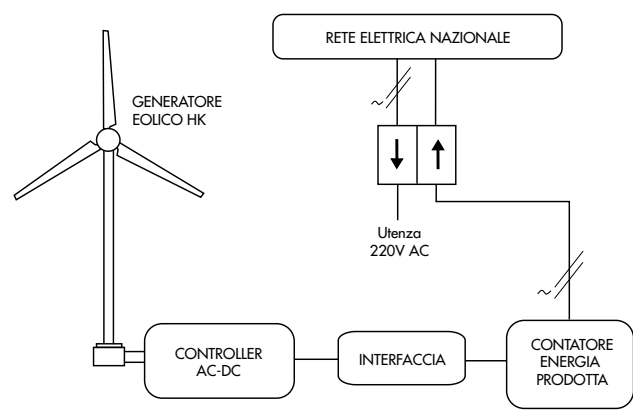 RETE ELETTRICA NAZIONALE
GENERATORE
EOLICO HK
Utenza
220V AC
CONTROLLER
AC-DC
INTERFACCIA
CONTATORE
ENERGIA
PRODOTTA